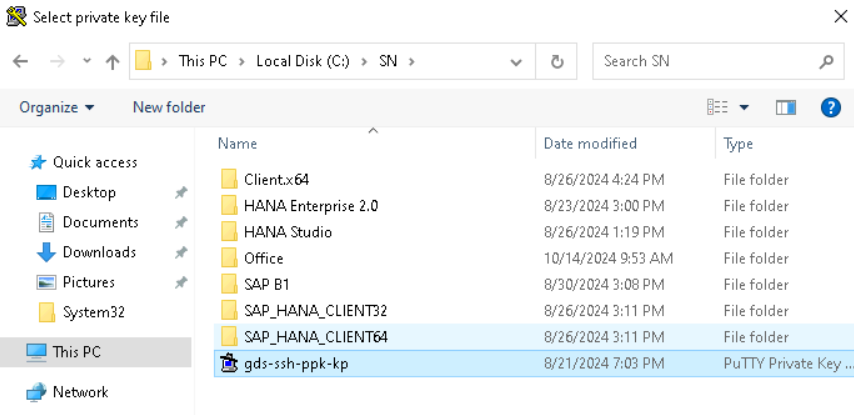 Select private key file
This PC > Local Disk (C:) > SN >
Search SN
Organize
New folder
Name Date modified Type
Quick access
Desktop
Documents
Downloads
Pictures
System32
This PC
Network
Client.x64 8/26/2024 4:24 PM File folder
HANA Enterprise 2.0 8/23/2024 3:00 PM File folder
HANA Studio 8/26/2024 1:19 PM File folder
Office 10/14/2024 9:53 AM File folder
SAP B1 8/30/2024 3:08 PM File folder
SAP_HANA_CLIENT32 8/26/2024 3:11 PM File folder
SAP_HANA_CLIENT64 8/26/2024 3:11 PM File folder
gds-ssh-ppk-kp 8/21/2024 7:03 PM PuTTY Private Key ...